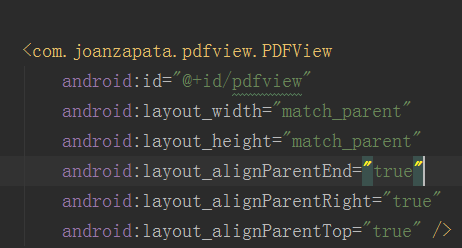 <com.joanzapata.pdfview.PDFView
android:id="@+id/pdfview"
android:layout_width="match_parent"
android:layout_height="match_parent"
android:layout_alignParentEnd="true"
android:layout_alignParentRight="true"
android:layout_alignParentTop="true" />